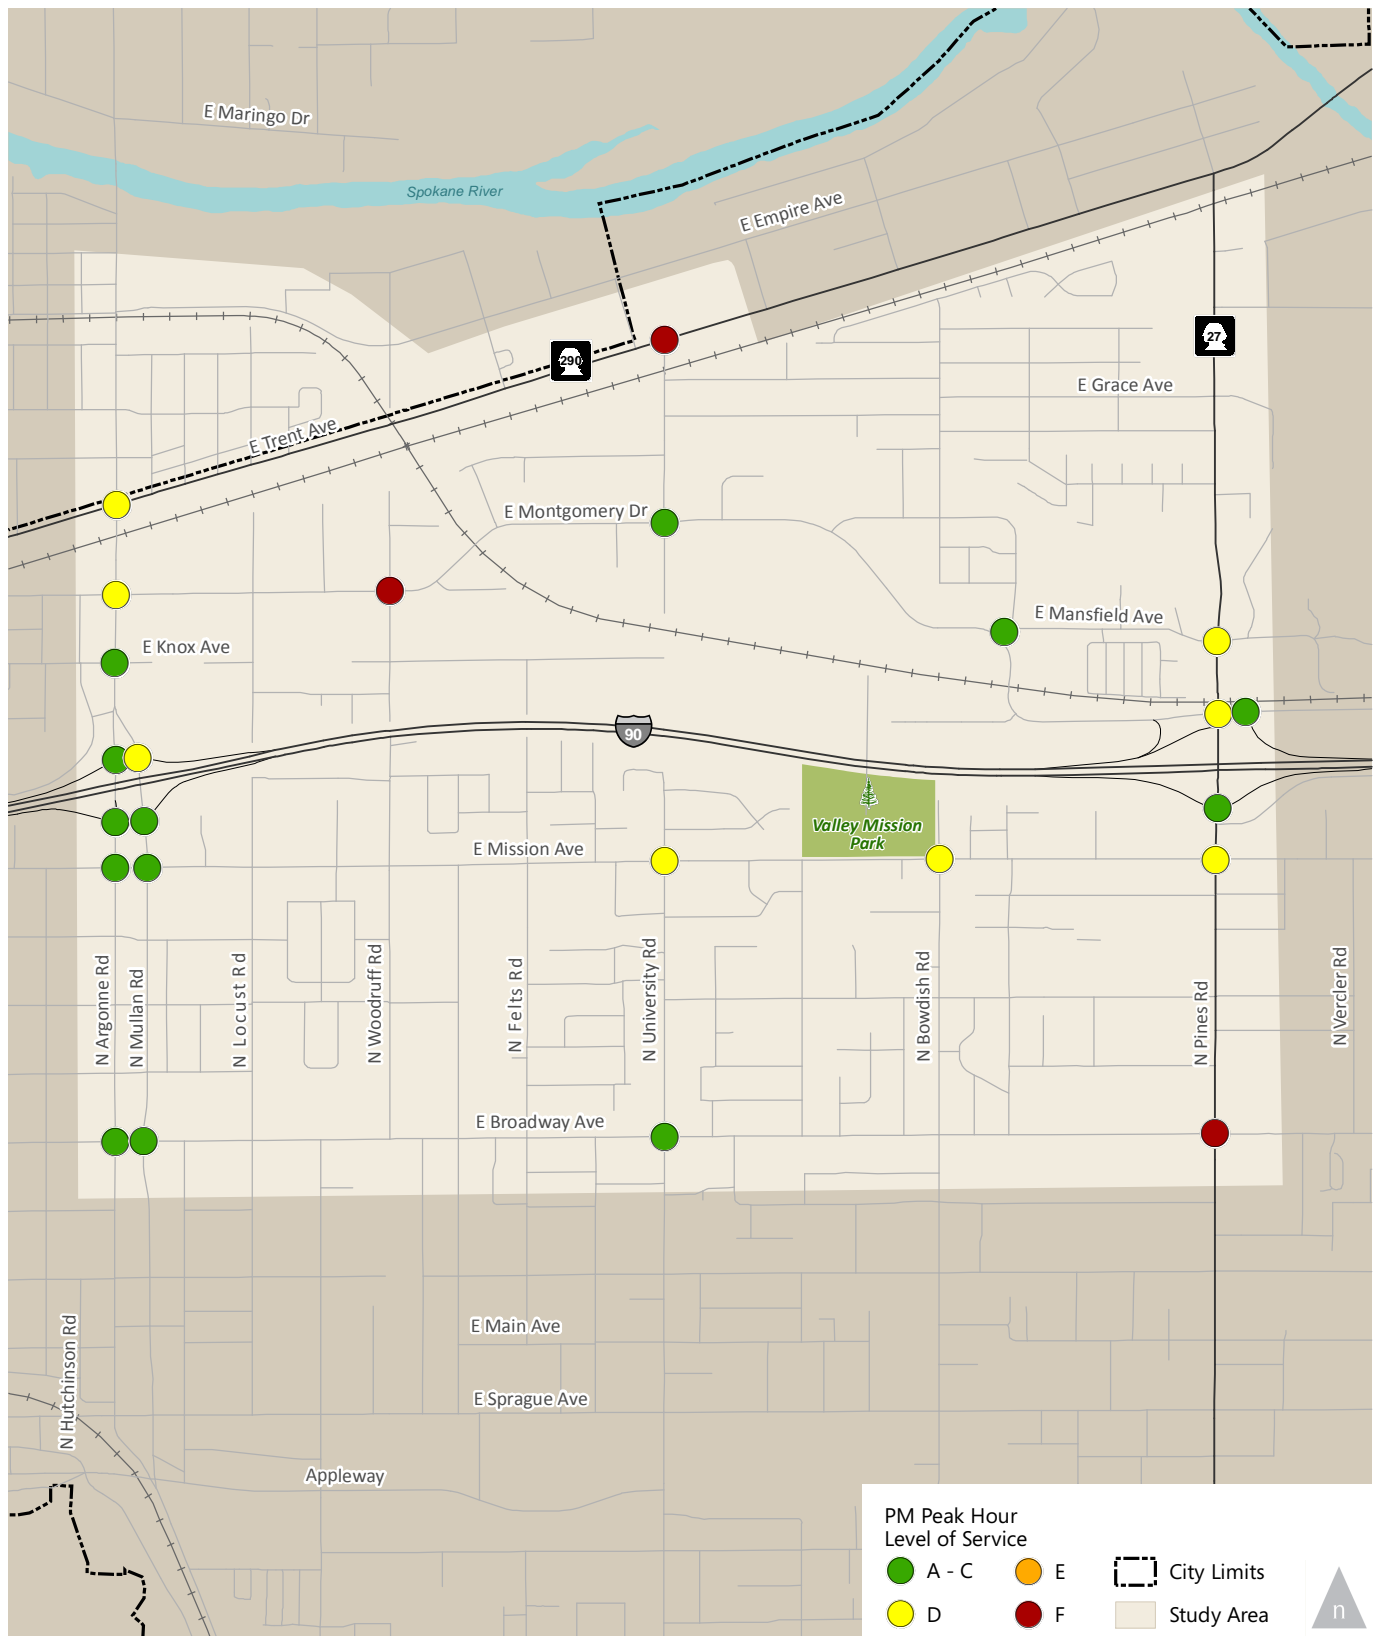 E Maringo Dr
Spokane River
E Empire Ave
27
290
E Grace Ave
E Trent Ave
E Montgomery Dr
E Mansfield Ave
E Knox Ave
90
Valley Mission
Park
E Mission Ave
N Argonne Rd
N Mullan Rd
N Locust Rd
N Woodruff Rd
N Felts Rd
N University Rd
N Bowdish Rd
N Pines Rd
N Vercler Rd
E Broadway Ave
N Hutchinson Rd
E Main Ave
E Sprague Ave
Appleway
PM Peak Hour
Level of Service
A - C
E
City Limits
D
F
Study Area
n